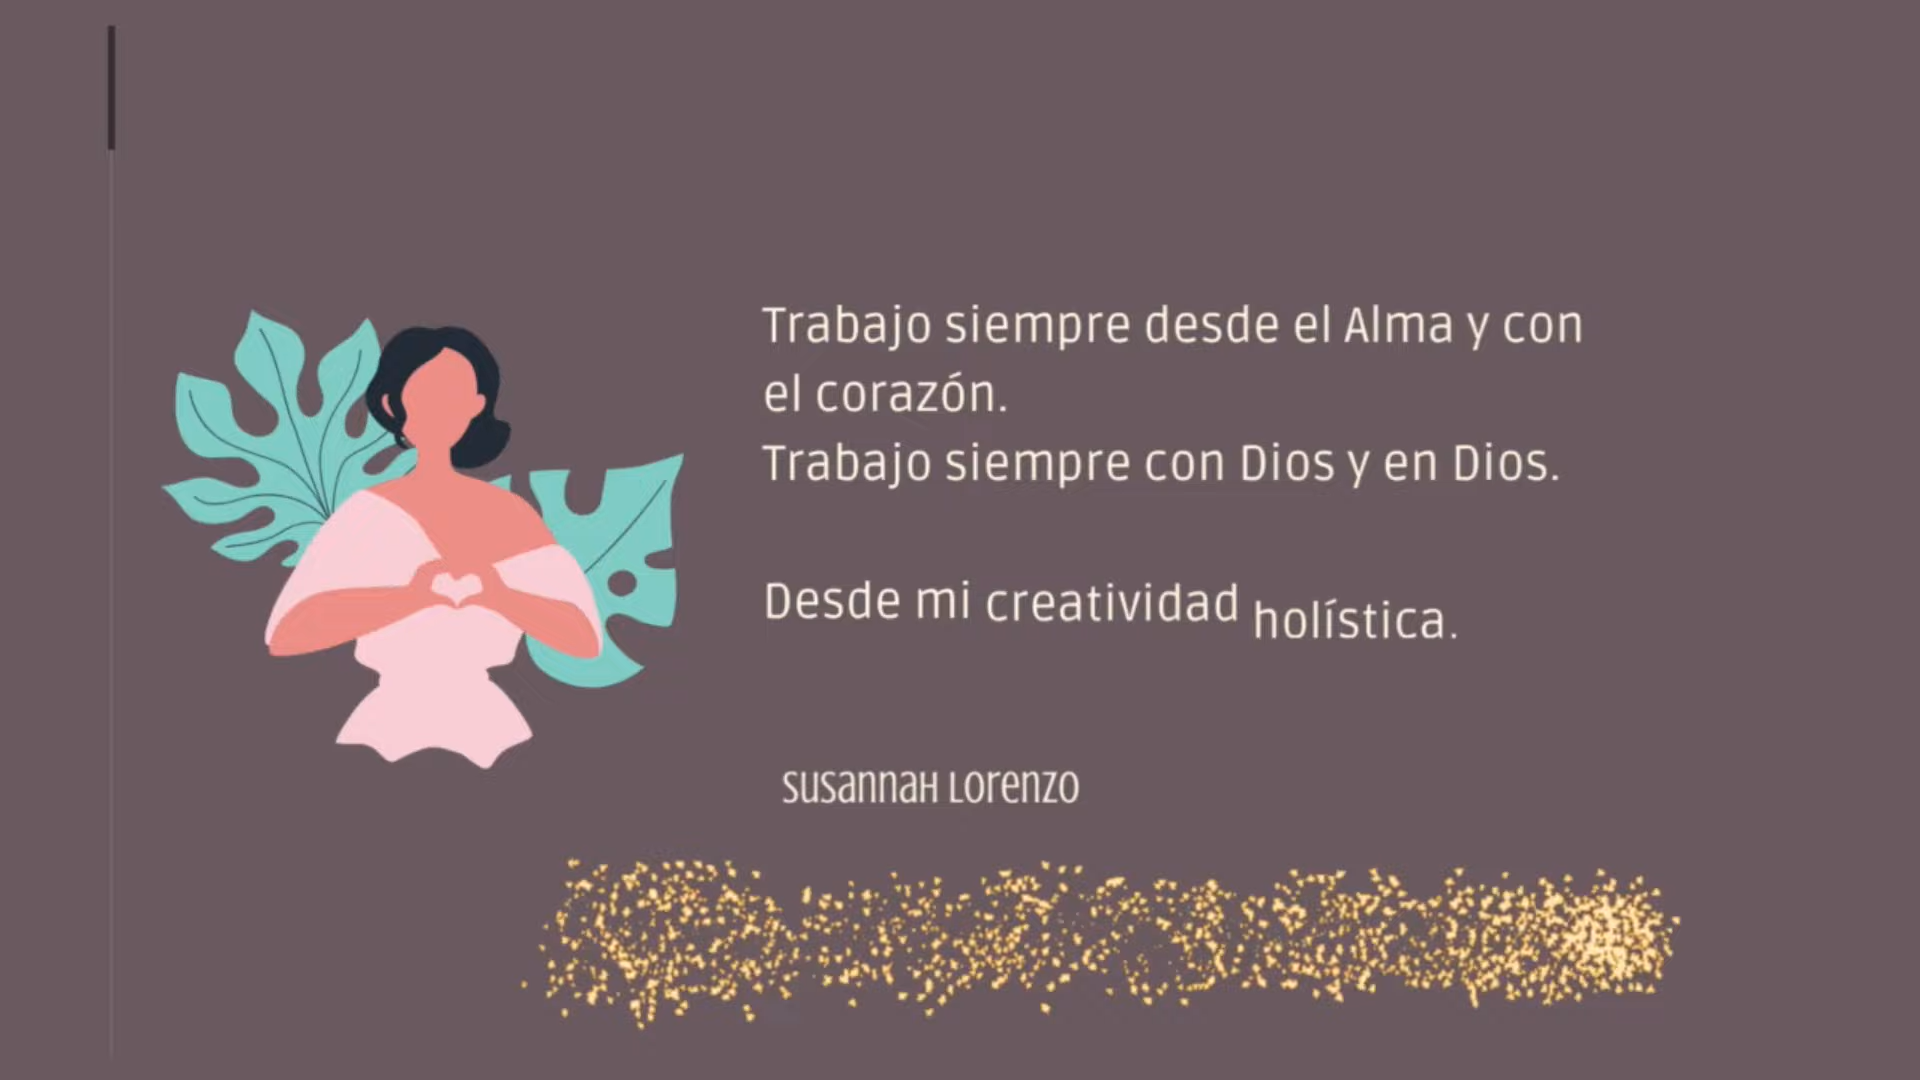 Trabajo siempre desde el Alma y con
el corazón.
Trabajo siempre con Dios y en Dios.
Desde mi creatividad holística.
susannaH Lorenzo